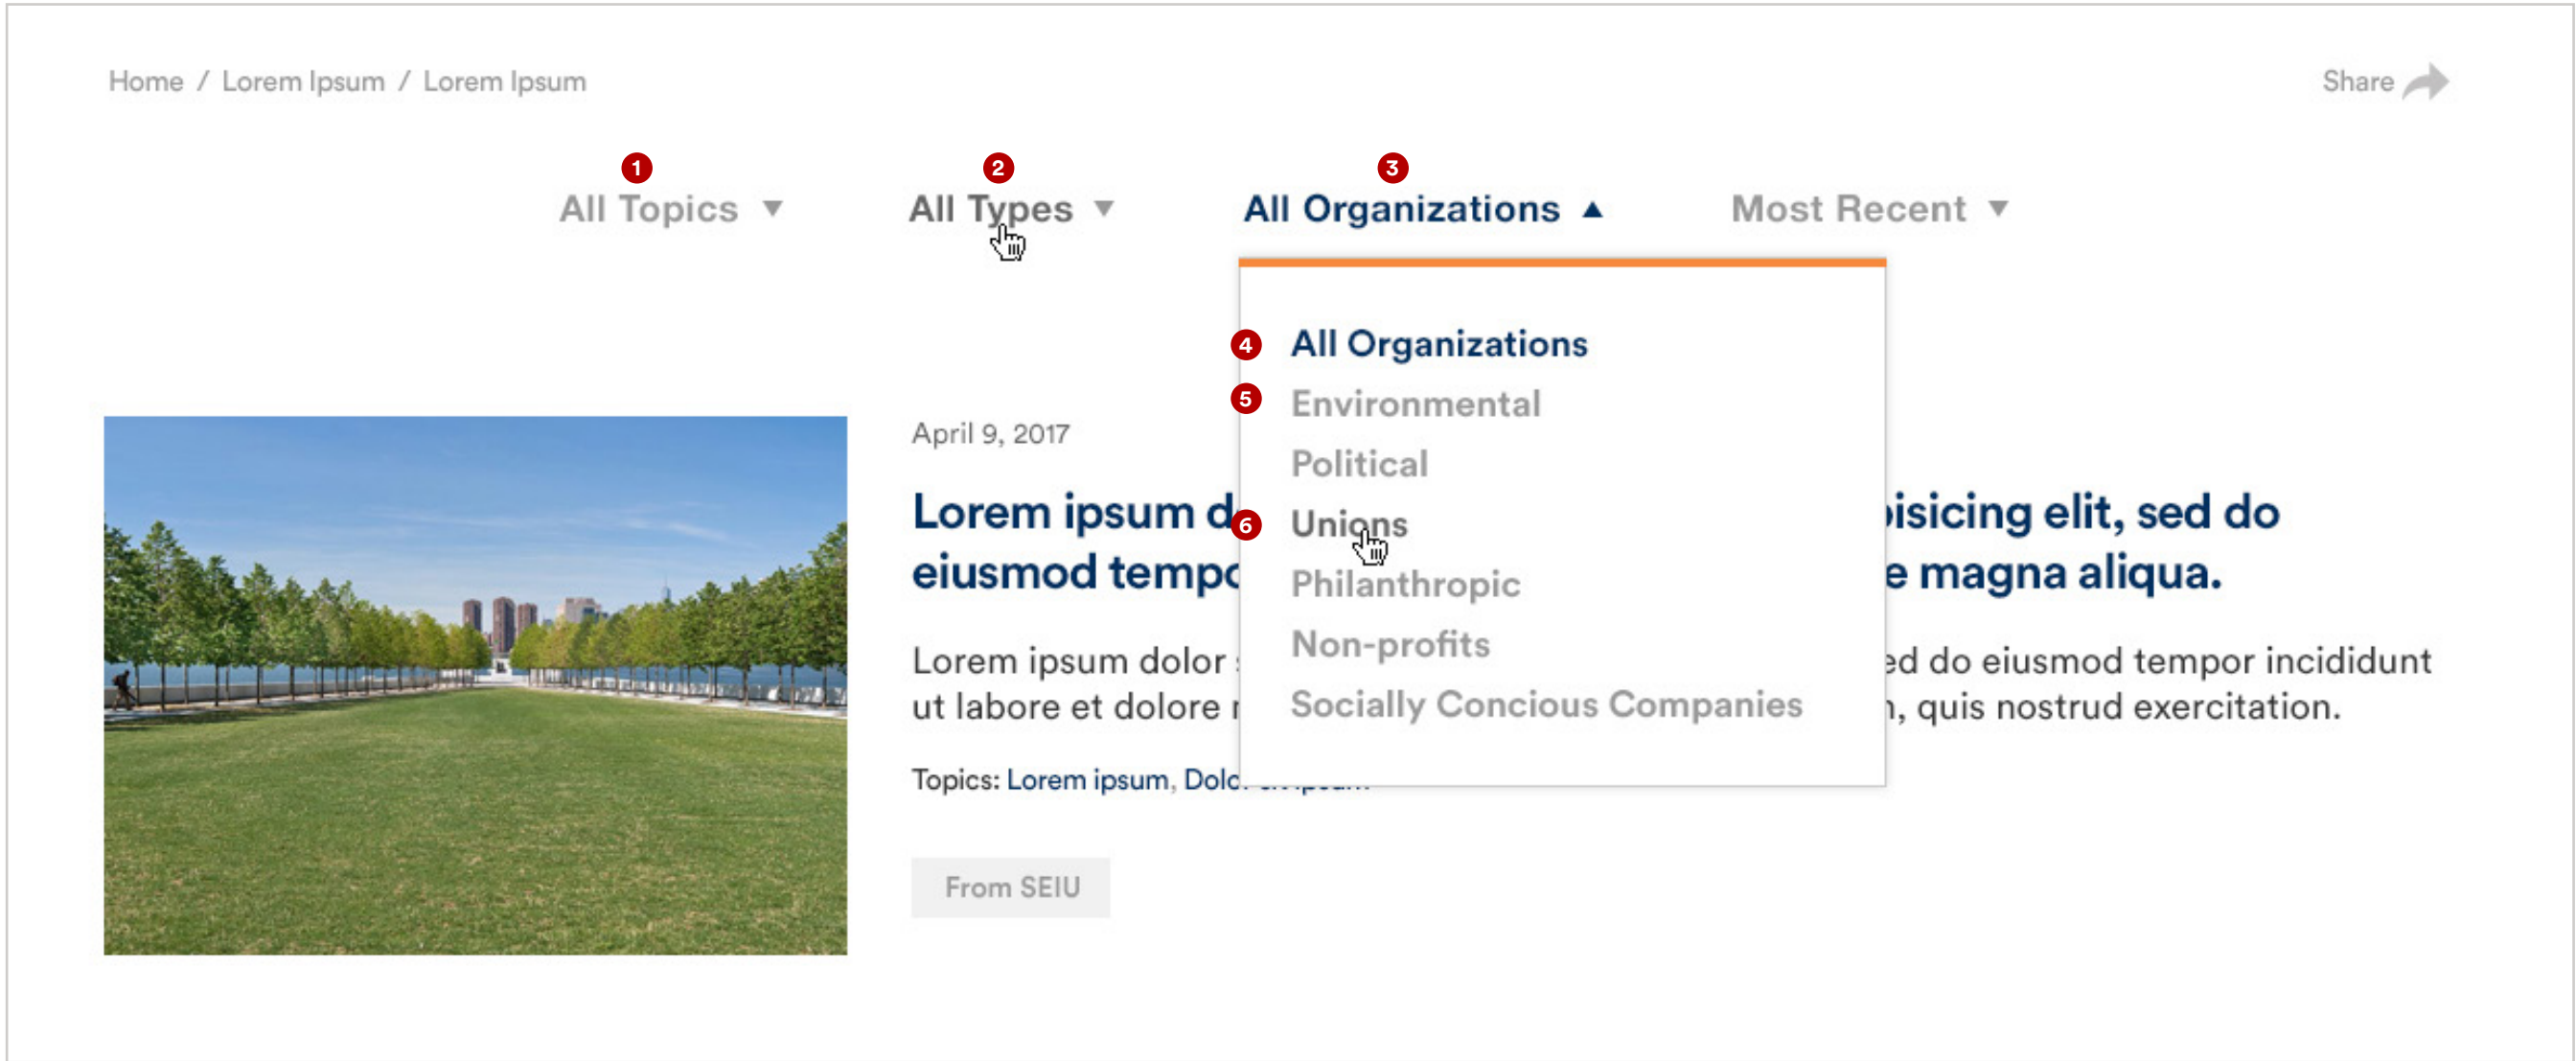 Home / Lorem Ipsum / Lorem Ipsum
Share
1 2 3
All Topics All Types All Organizations Most Recent
4 All Organizations
5 Environmental
Political
6 Unions
Philanthropic
Non-profits
Socially Concious Companies
April 9, 2017
Lorem ipsum isicing elit, sed do
eiusmod magna aliqua.
Lorem ipsum dolor do eiusmod tempor incididunt
ut labore et dolore , quis nostrud exercitation.
Topics: Lorem ipsum,
From SEIU